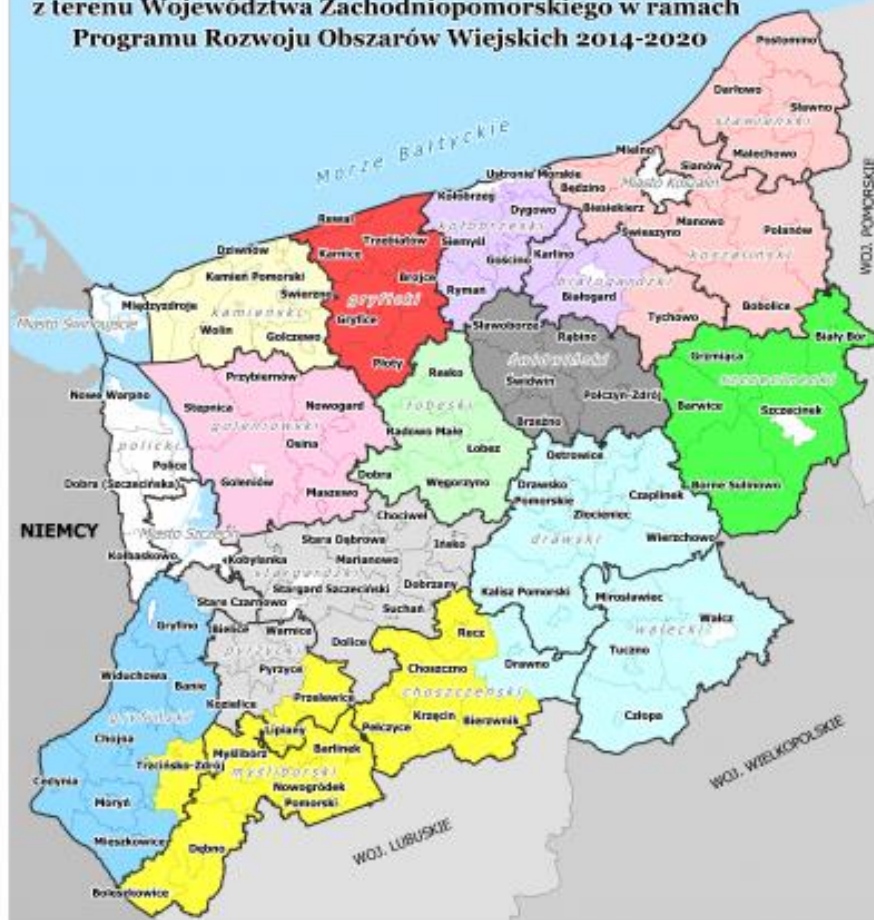 z terenu Województwa Zachodniopomorskiego w ramach
Programu Rozwoju Obszarów Wiejskich 2014-2020
Postomino
Darłowo
Sławno
sławieński
Morze Bałtyckie
Mielno
Malechowo
Sianów
Ustronie Morskie
Będzino
Miasto Koszalin
WOJ. POMORSKIE
Kołobrzeg
Dygowo
Biesiekierz
Manowo
Polanów
Rewal
kołobrzeski
Świeszyno
Trzebiatów
Siemyśl
koszaliński
Dziwnów
Karnice
Gościno
Karlino
Kamień Pomorski
Brojce
białogardzki
Świerzno
gryficki
Rymań
Białogard
Międzyzdroje
kamieński
Bobolice
Miasto Świnoujście
Wolin
Gryfice
Tychowo
Golczewo
Sławoborze
Rąbino
Biały Bór
Płoty
świdwiński
Grzmiąca
Resko
szczecinecki
Przybiernów
Świdwin
Połczyn-Zdrój
Nowe Warpno
Stepnica
Nowogard
łobeski
Barwice
Szczecinek
goleniowski
Radowo Małe
Brzeżno
policki
Osina
Łobez
Ostrowice
Police
Dobra
Dobra (Szczecińska)
Goleniów
Węgorzyno
Drawsko
Pomorskie
Czaplinek
Borne Sulinowo
Maszewo
Chociwel
Złocieniec
NIEMCY
Miasto Szczecin
Stara Dąbrowa
Ińsko
drawski
Wierzchowo
Kołbaskowo
Kobylanka
Marianowo
stargardzki
Stargard Szczeciński
Dobrzany
Kalisz Pomorski
Mirosławiec
Stare Czarnowo
Suchań
Wałcz
Gryfino
Bielice
Warnice
Recz
wałecki
Dolice
Tuczno
pyrzycki
Pyrzyce
Choszczno
Drawno
Widuchowa
Banie
choszczeński
Przelewice
Kozielice
gryfiński
Krzęcin
Bierzwnik
Człopa
Lipiany
Pełczyce
Chojna
Myślibórz
Barlinek
Trzcińsko-Zdrój
myśliborski
Cedynia
Nowogródek
Pomorski
Moryń
WOJ. WIELKOPOLSKIE
Mieszkowice
Dębno
WOJ. LUBUSKIE
Boleszkowice